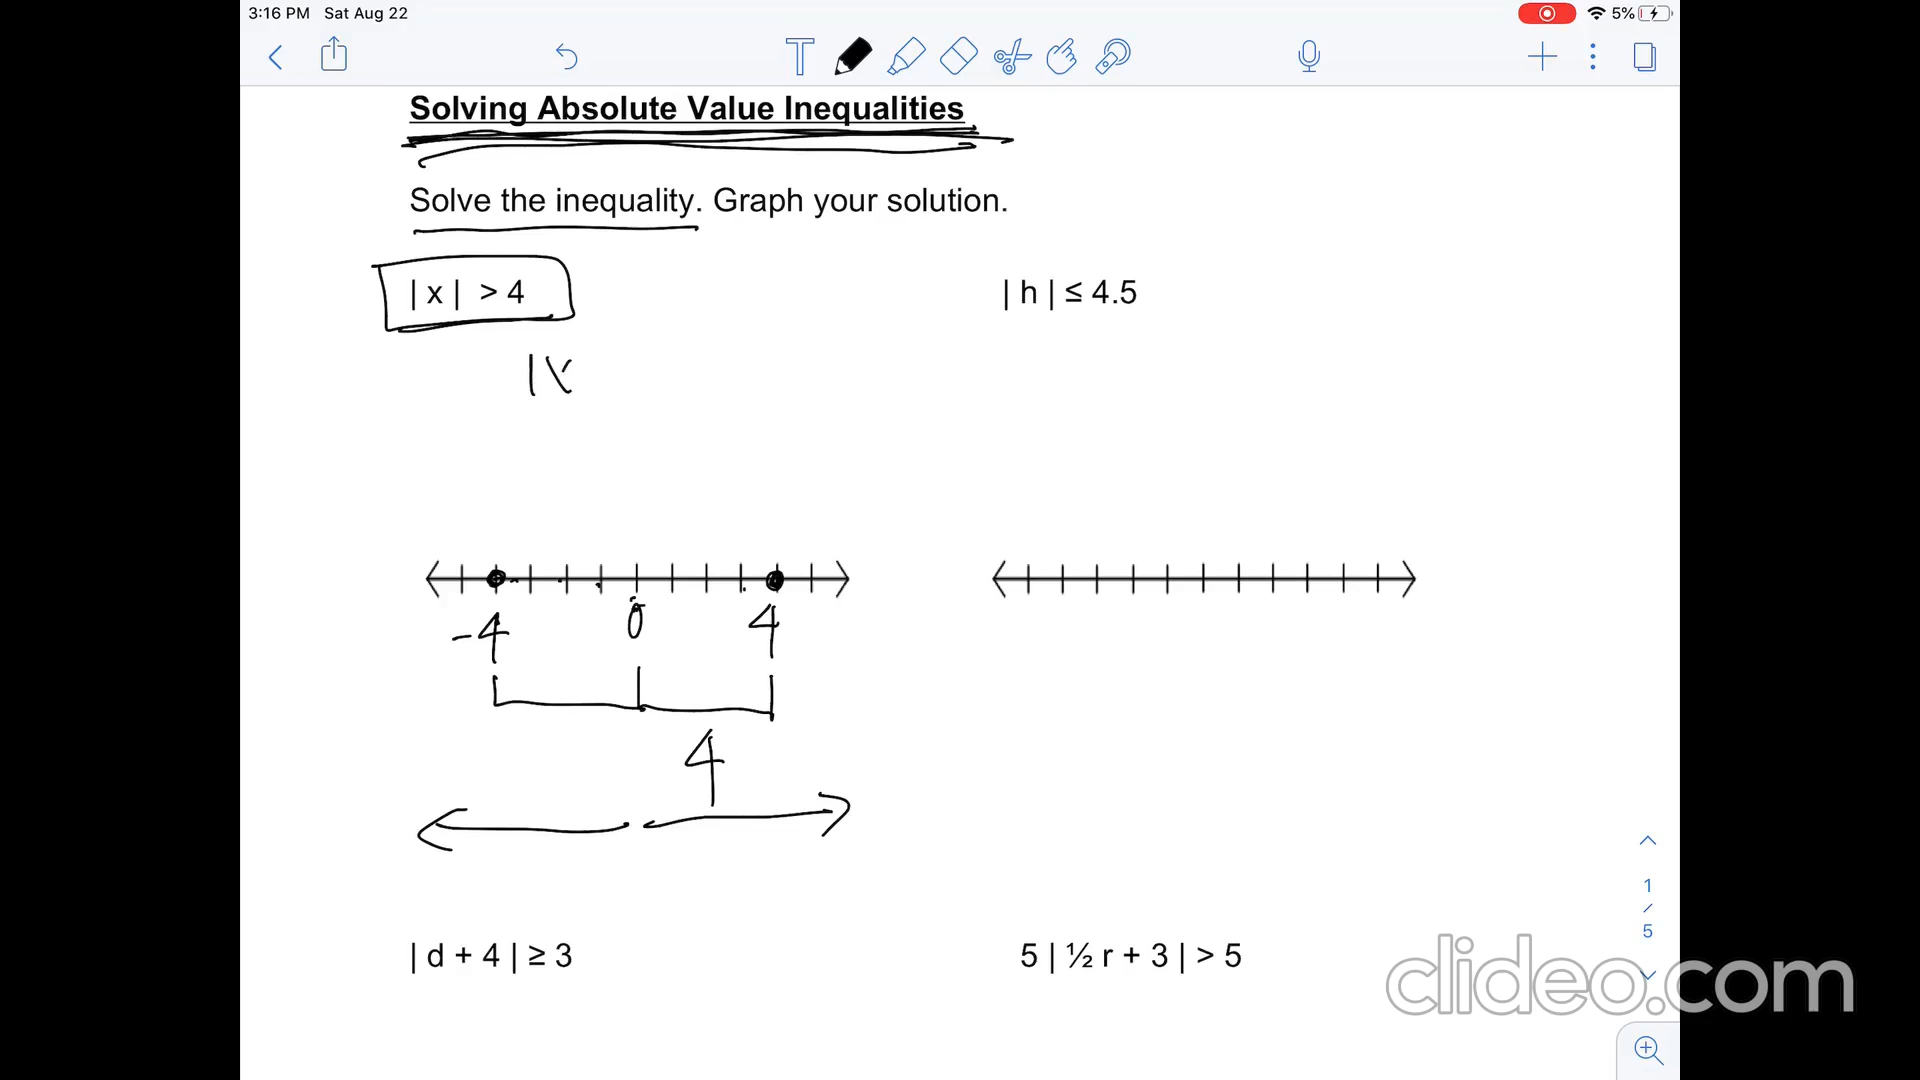 3:16 PM Sat Aug 22
5%
T
Solving Absolute Value Inequalities
Solve the inequality. Graph your solution.
| x | > 4
| h | ≤ 4.5
|x
-4 0 4
4
| d + 4 | ≥ 3
5 | ½ r + 3 | > 5
1
/
5
clideo.com